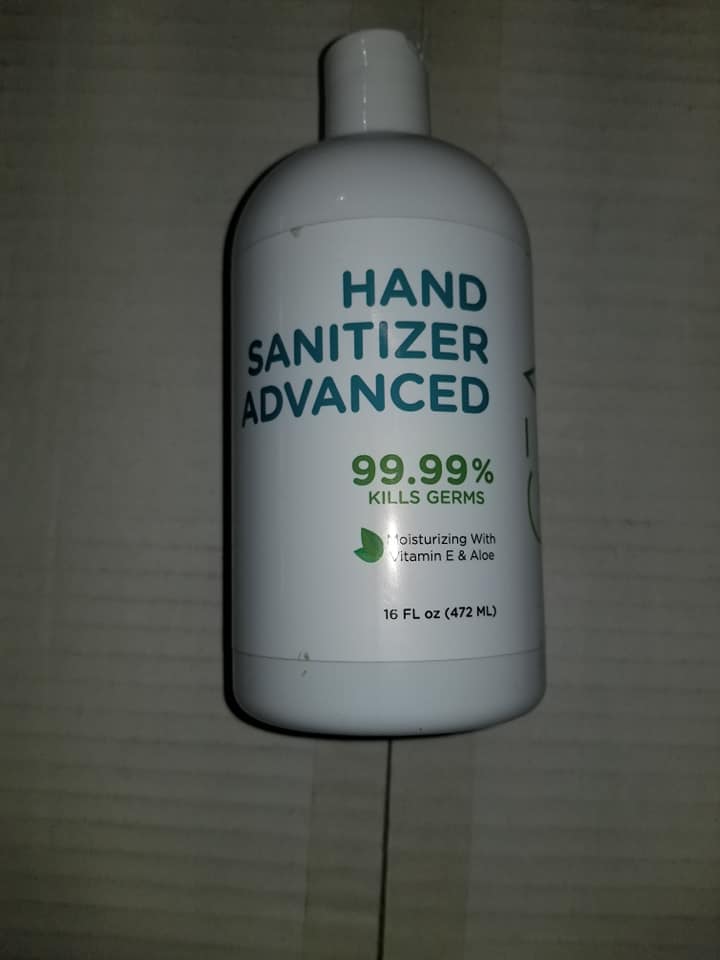 HAND
SANITIZER
ADVANCED
99.99%
KILLS GERMS
Moisturizing With
Vitamin E & Aloe
16 FL oz (472 ML)